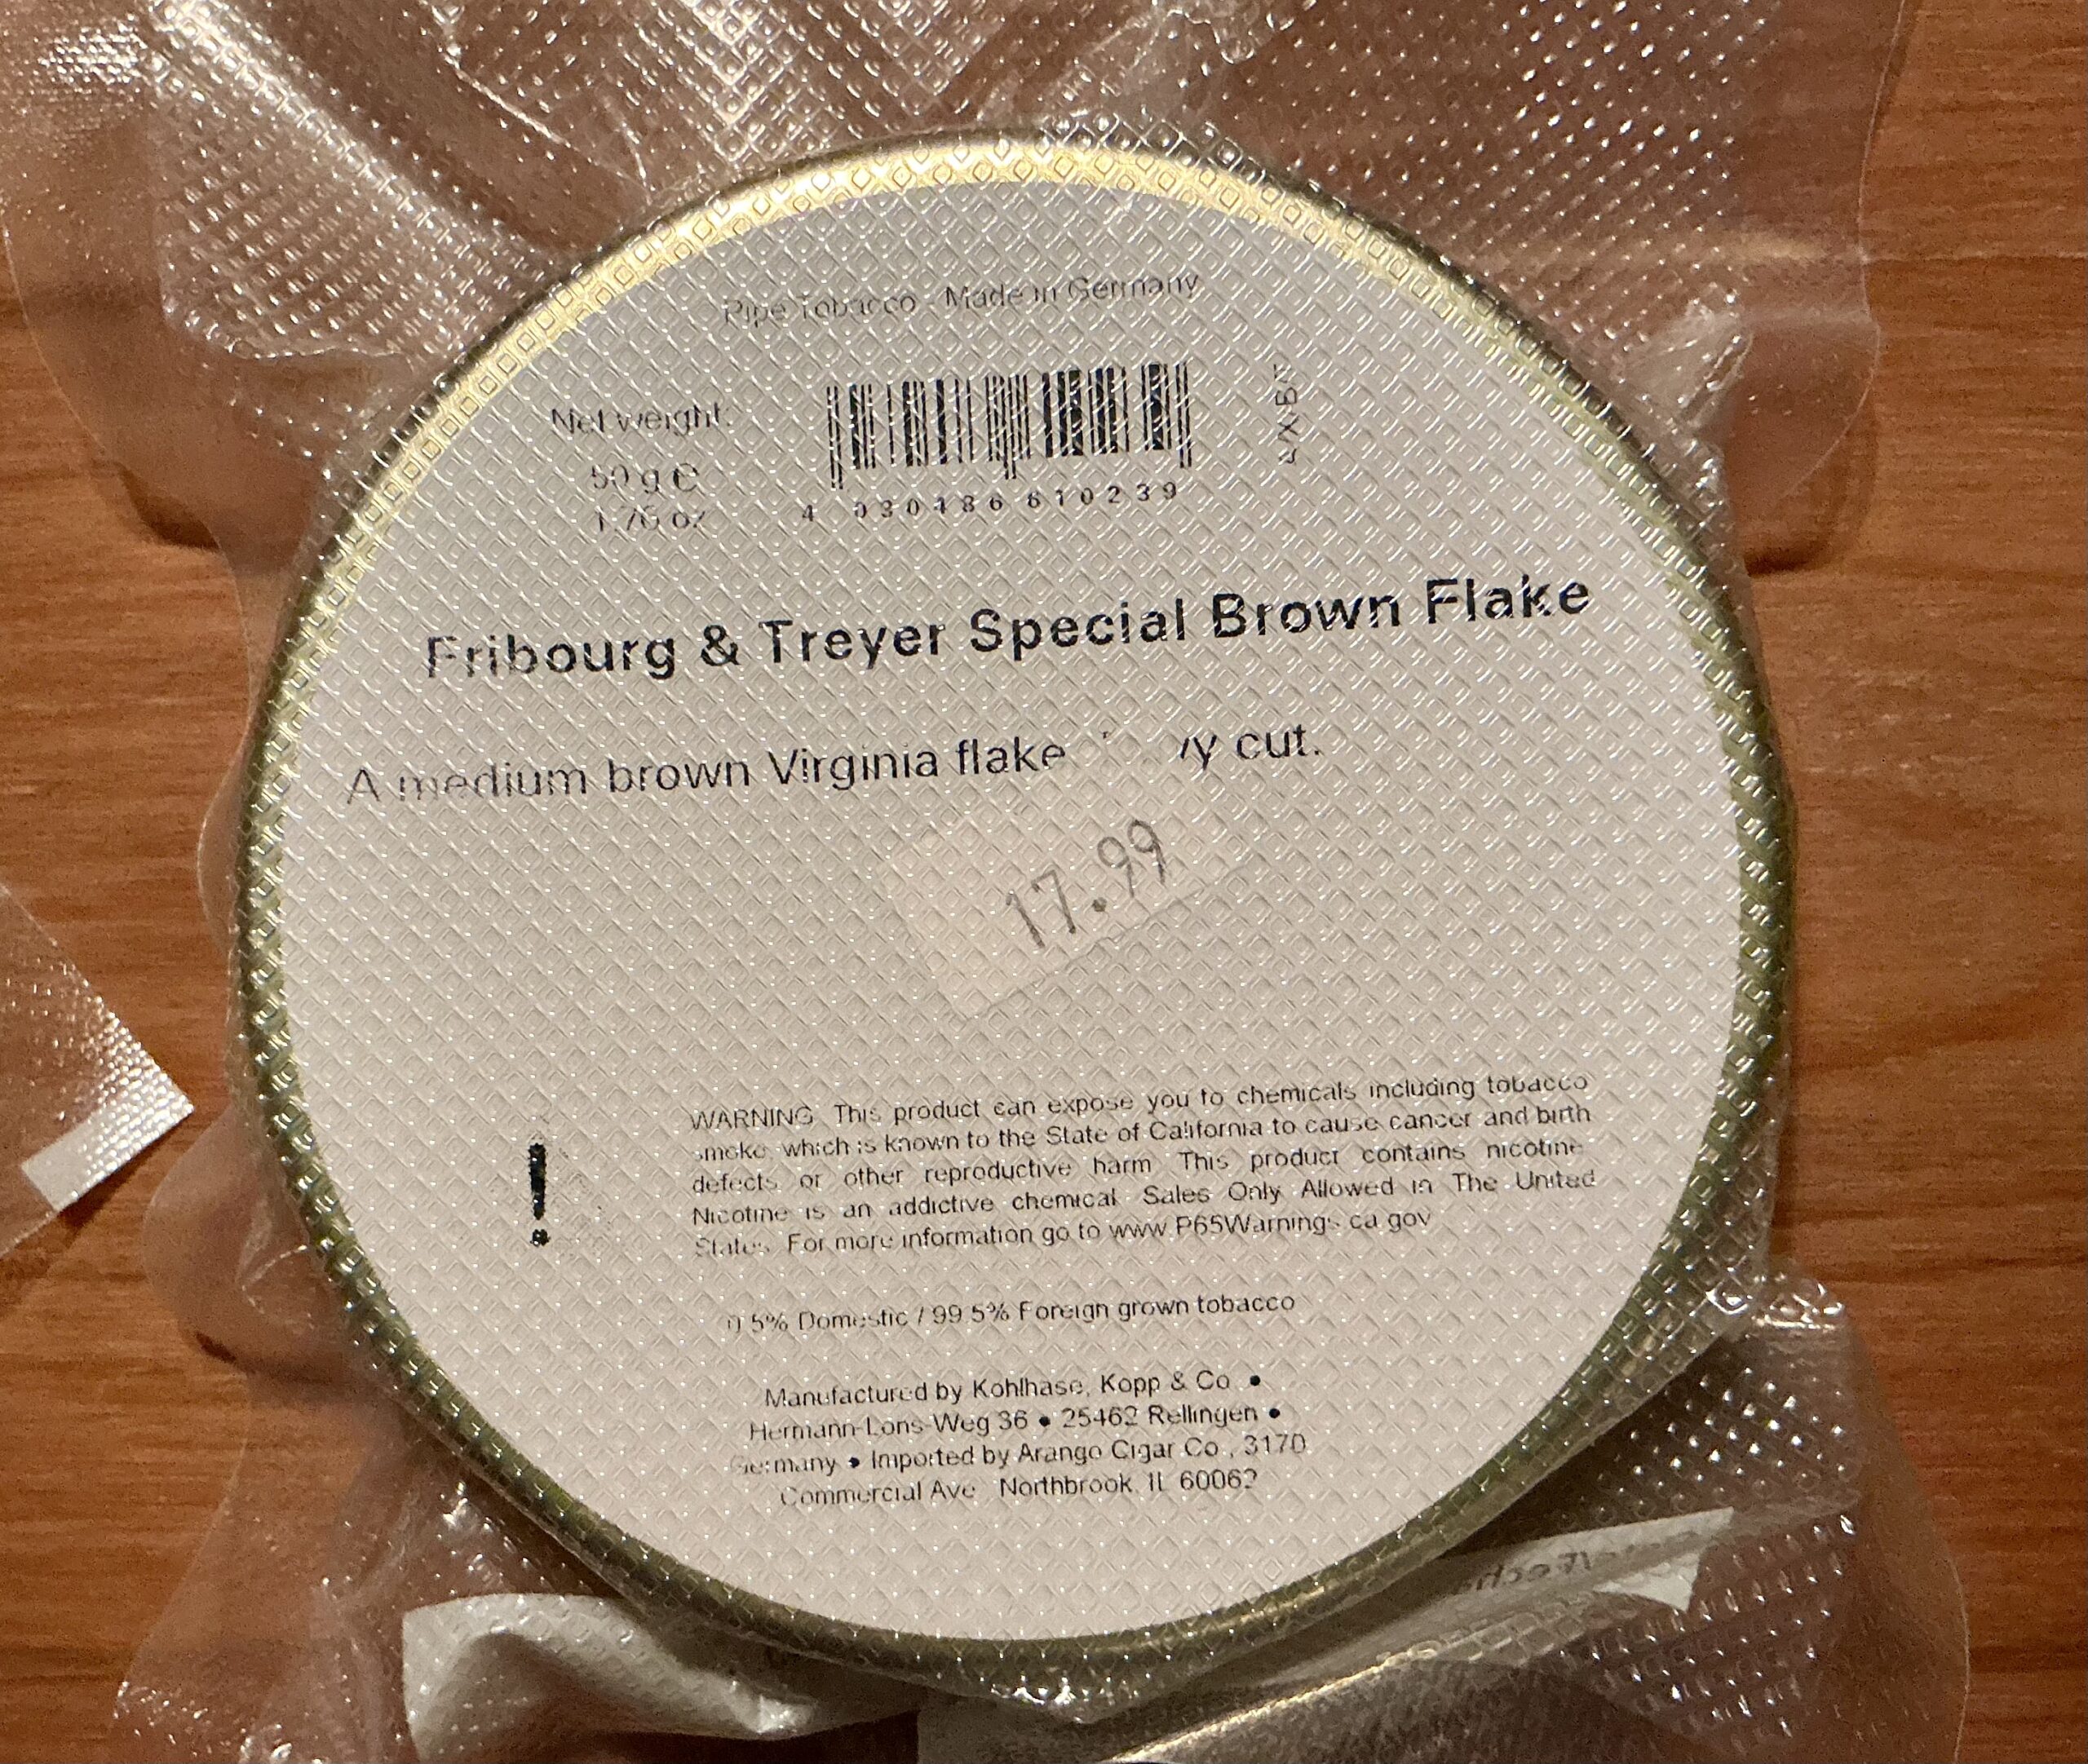 Pipe Tobacco - Made in Germany
Net weight:
50 g e
1.76 oz
4 030486 610239
Fribourg & Treyer Special Brown Flake
A medium brown Virginia flake cut.
17.99
WARNING This product can expose you to chemicals including tobacco
smoke, which is known to the State of California to cause cancer and birth
defects or other reproductive harm This product contains nicotine
Nicotine is an addictive chemical Sales Only Allowed in The United
States For more information go to www.P65Warnings.ca.gov
!
0.5% Domestic / 99.5% Foreign grown tobacco
Manufactured by Kohlhase, Kopp & Co •
Hermann-Löns-Weg 36 • 25462 Rellingen •
Germany • Imported by Arango Cigar Co., 3170
Commercial Ave Northbrook, IL 60062